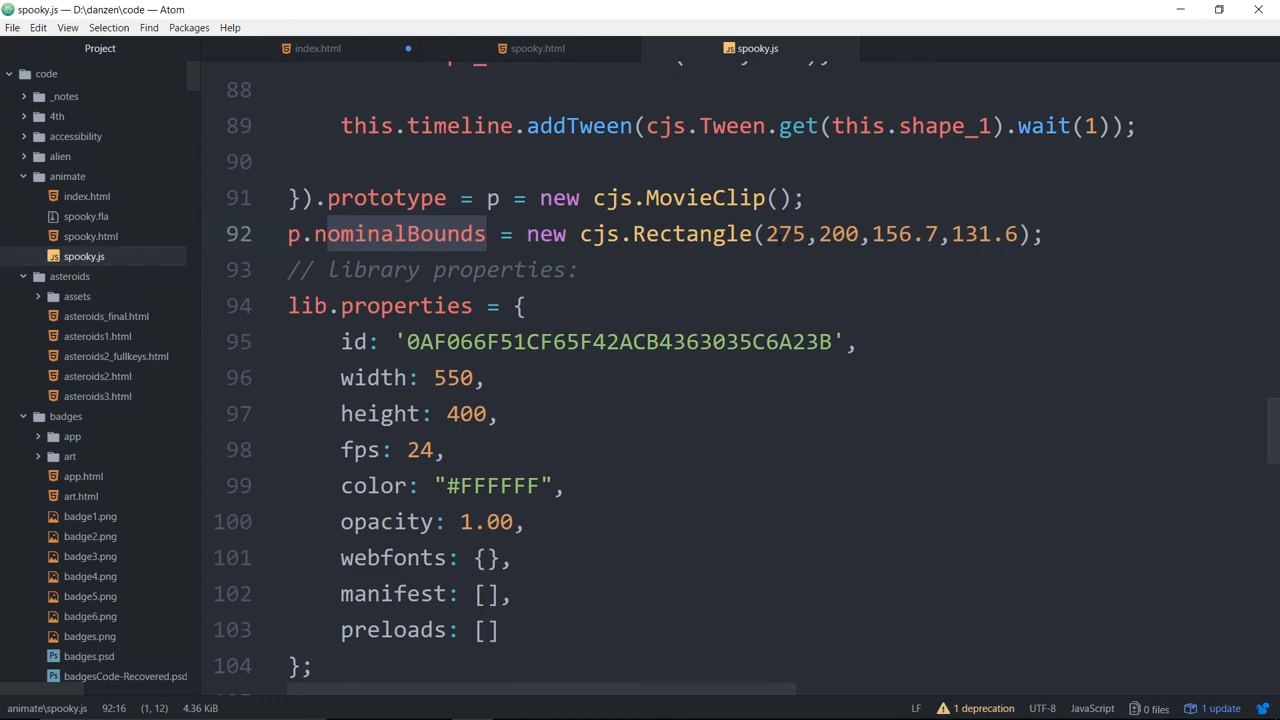 spooky.js — D:\danzen\code — Atom
File Edit View Selection Find Packages Help
Project
index.html
spooky.html
spooky.js
code
_notes
4th
accessibility
alien
animate
index.html
spooky.fla
spooky.html
spooky.js
asteroids
assets
asteroids_final.html
asteroids1.html
asteroids2_fullkeys.html
asteroids2.html
asteroids3.html
badges
app
art
app.html
art.html
badge1.png
badge2.png
badge3.png
badge4.png
badge5.png
badge6.png
badges.png
badges.psd
badgesCode-Recovered.psd
88
89 this.timeline.addTween(cjs.Tween.get(this.shape_1).wait(1));
90
91 }).prototype = p = new cjs.MovieClip();
92 p.nominalBounds = new cjs.Rectangle(275,200,156.7,131.6);
93 // library properties:
94 lib.properties = {
95 id: '0AF066F51CF65F42ACB4363035C6A23B',
96 width: 550,
97 height: 400,
98 fps: 24,
99 color: "#FFFFFF",
100 opacity: 1.00,
101 webfonts: {},
102 manifest: [],
103 preloads: []
104 };
animate\spooky.js 92:16 (1, 12) 4.36 KiB LF 1 deprecation UTF-8 JavaScript 0 files 1 update